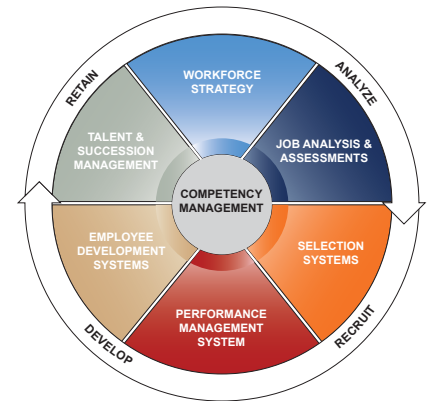 WORKFORCE
STRATEGY
ANALYZE
JOB ANALYSIS &
ASSESSMENTS
SELECTION
SYSTEMS
RECRUIT
PERFORMANCE
MANAGEMENT
SYSTEM
DEVELOP
EMPLOYEE
DEVELOPMENT
SYSTEMS
TALENT &
SUCCESSION
MANAGEMENT
RETAIN
COMPETENCY
MANAGEMENT